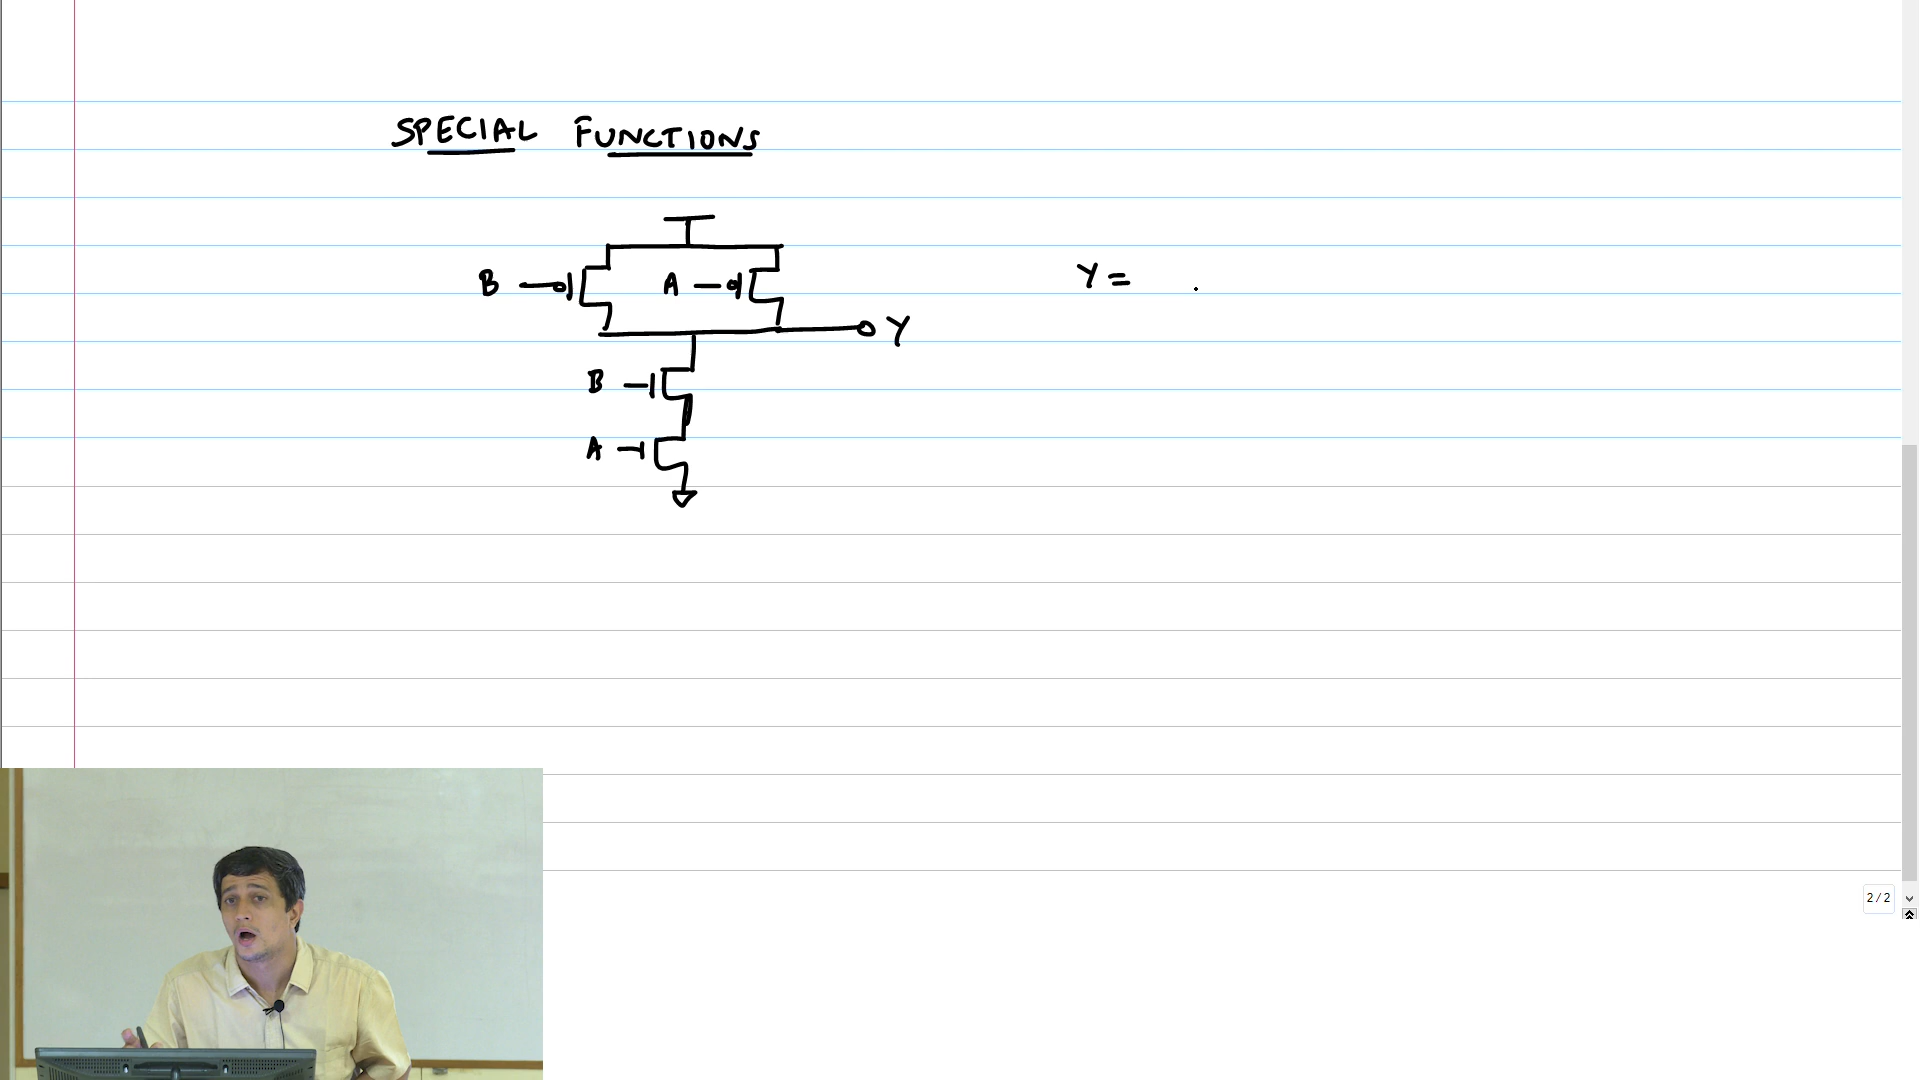 SPECIAL FUNCTIONS
B A Y =
Y
B
A
2/2